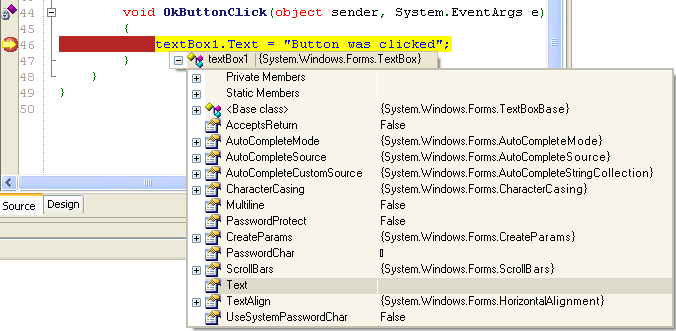 44 void OkButtonClick(object sender, System.EventArgs e)
45 {
46 textBox1.Text = "Button was clicked";
47 }
textBox1 {System.Windows.Forms.TextBox}
48 }
49 }
50
Private Members
Static Members
<Base class> {System.Windows.Forms.TextBoxBase}
AcceptsReturn False
AutoCompleteMode {System.Windows.Forms.AutoCompleteMode}
AutoCompleteSource {System.Windows.Forms.AutoCompleteSource}
AutoCompleteCustomSource {System.Windows.Forms.AutoCompleteStringCollection}
CharacterCasing {System.Windows.Forms.CharacterCasing}
Multiline False
PasswordProtect False
CreateParams {System.Windows.Forms.CreateParams}
PasswordChar
ScrollBars {System.Windows.Forms.ScrollBars}
Text
TextAlign {System.Windows.Forms.HorizontalAlignment}
UseSystemPasswordChar False
Source Design